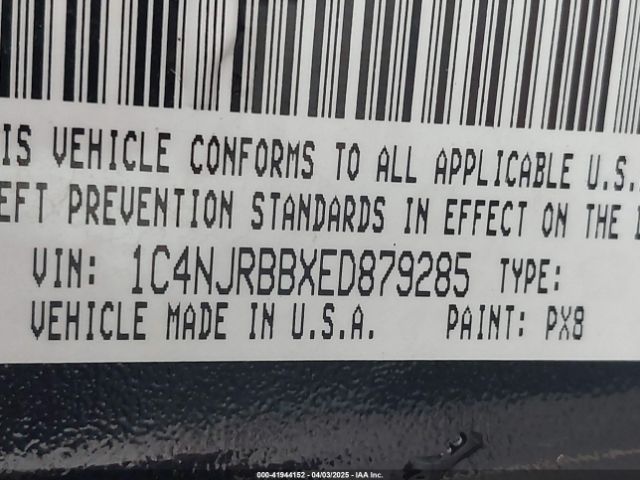 IS VEHICLE CONFORMS TO ALL APPLICABLE U.S.
EFT PREVENTION STANDARDS IN EFFECT ON THE
VIN: 1C4NJRBBXED879285 TYPE:
VEHICLE MADE IN U.S.A. PAINT: PX8
000-41944152 - 04/03/2025 - IAA Inc.